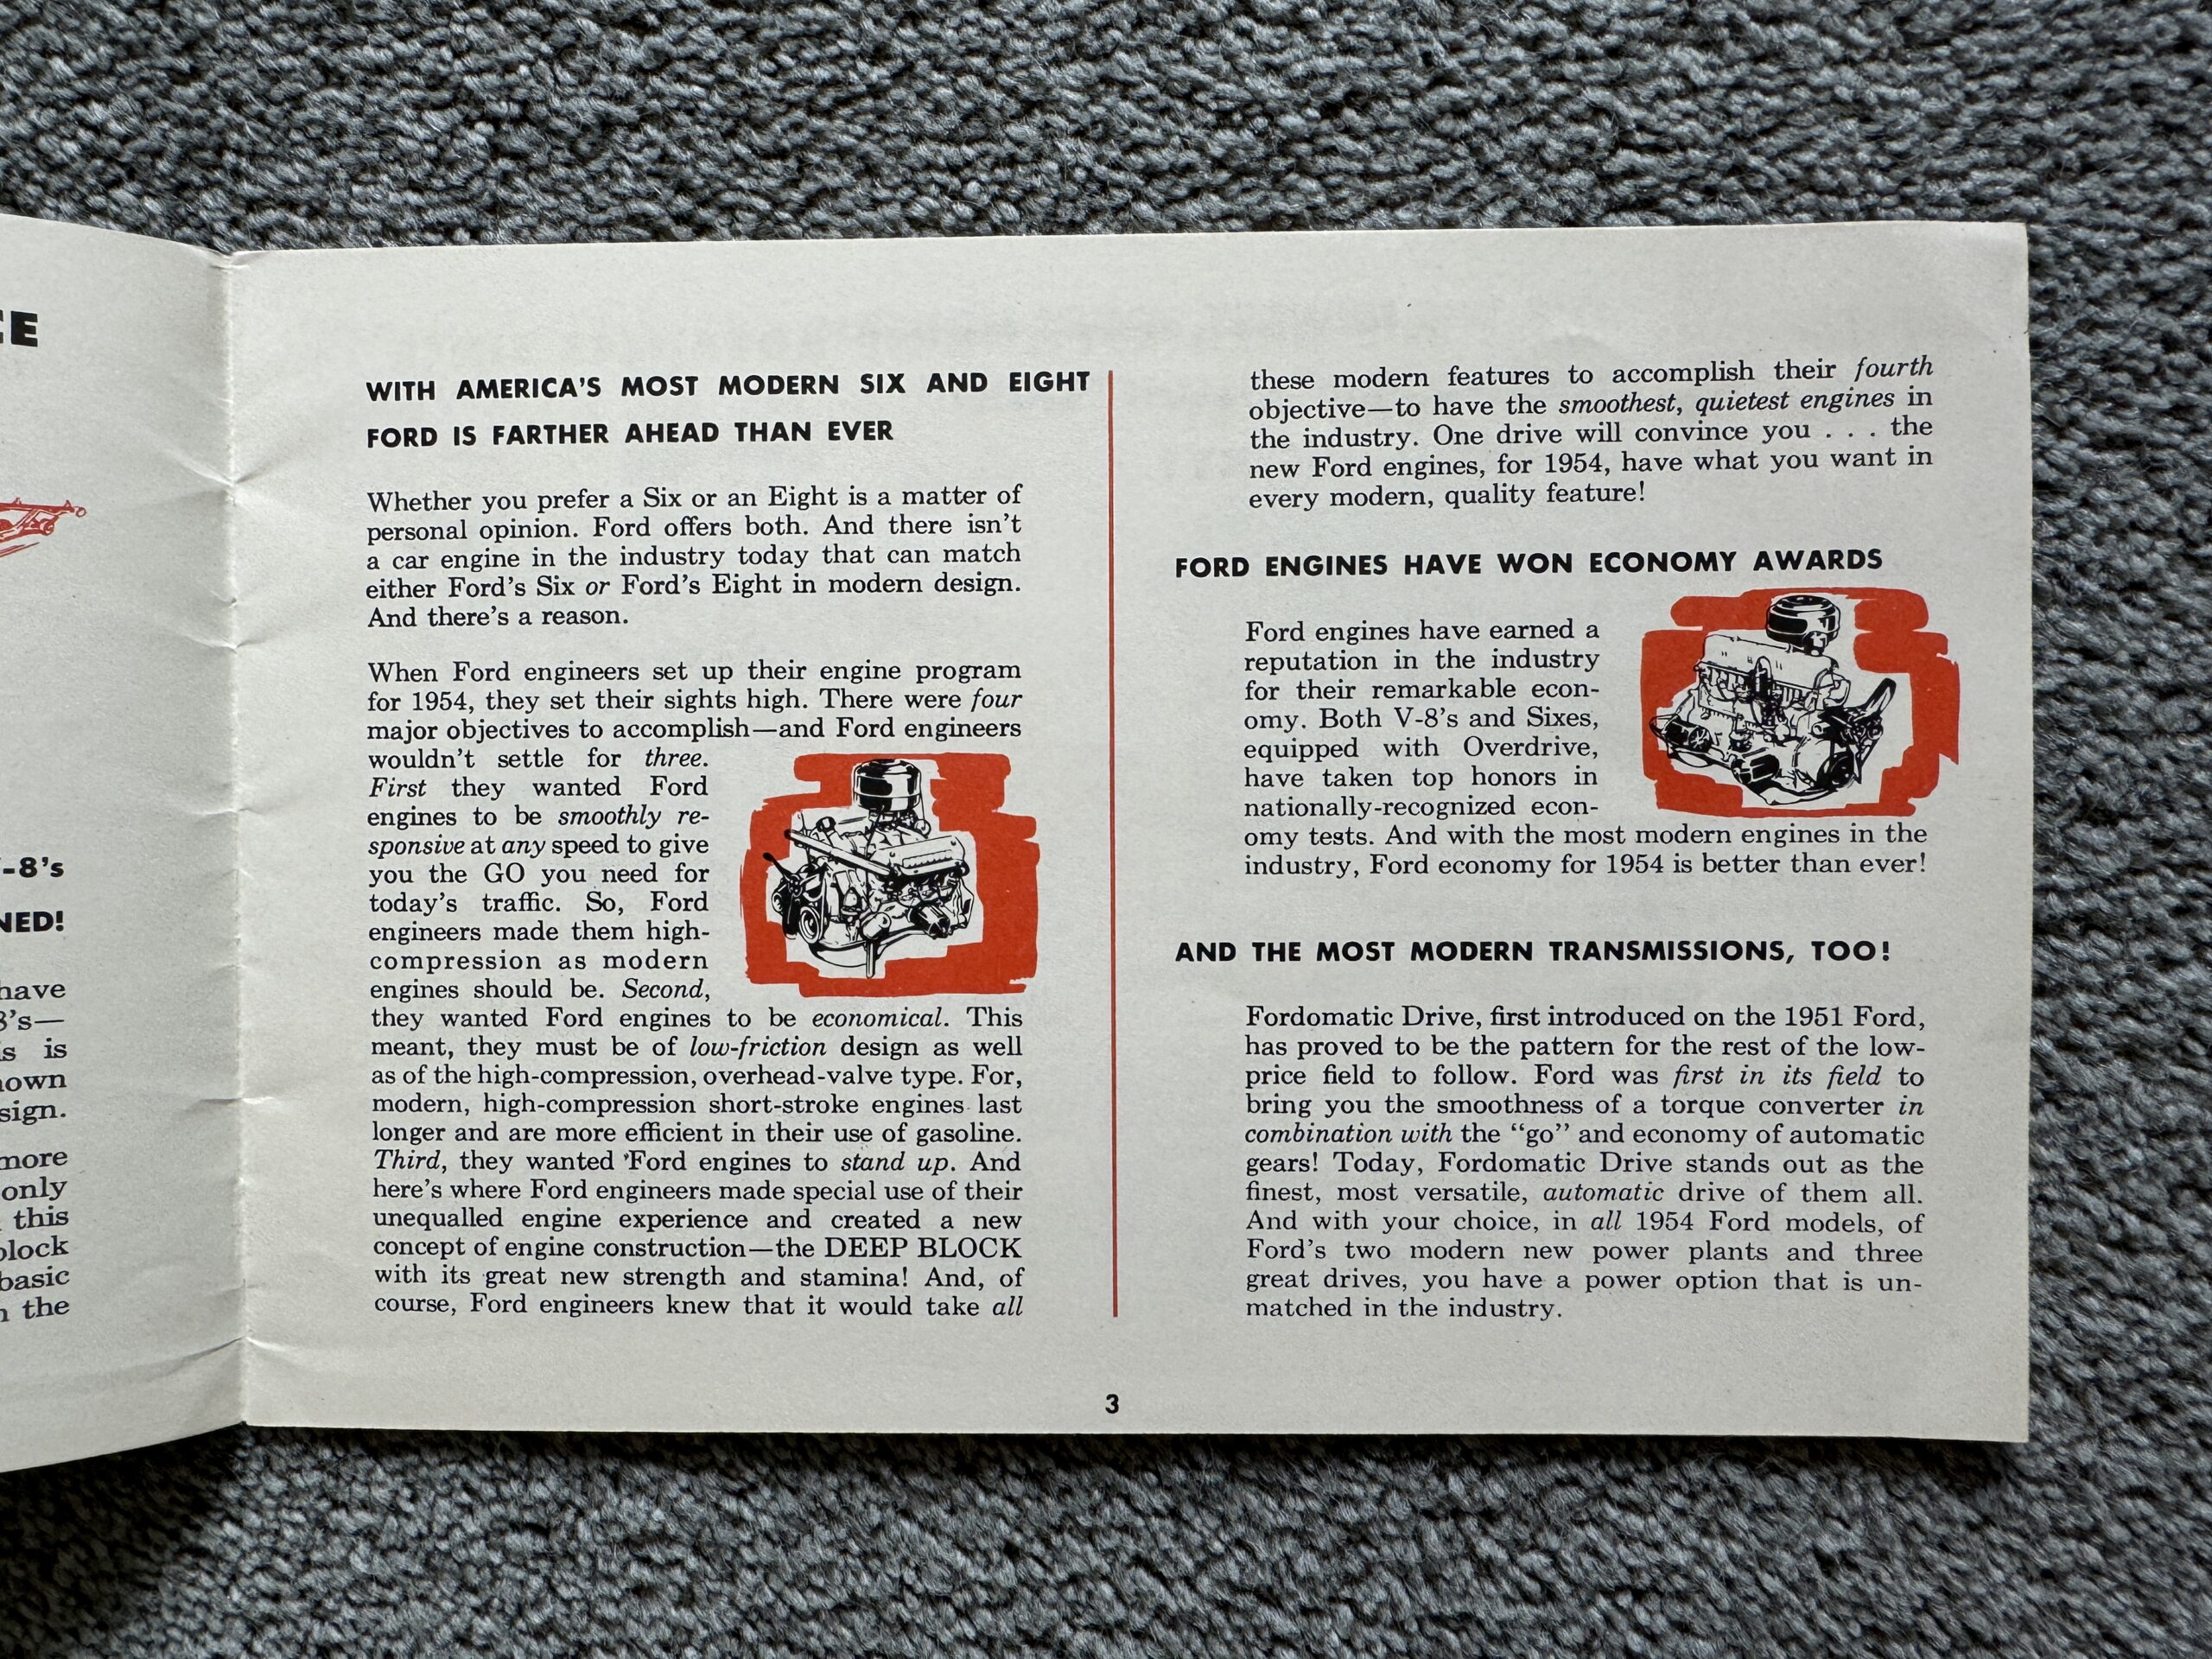 CE
V-8's
NED!
have
8's—
is is
nown
sign.
more
only
this
block
basic
n the
WITH AMERICA'S MOST MODERN SIX AND EIGHT
FORD IS FARTHER AHEAD THAN EVER
Whether you prefer a Six or an Eight is a matter of
personal opinion. Ford offers both. And there isn't
a car engine in the industry today that can match
either Ford's Six or Ford's Eight in modern design.
And there's a reason.
When Ford engineers set up their engine program
for 1954, they set their sights high. There were four
major objectives to accomplish—and Ford engineers
wouldn't settle for three.
First they wanted Ford
engines to be smoothly re-
sponsive at any speed to give
you the GO you need for
today's traffic. So, Ford
engineers made them high-
compression as modern
engines should be. Second,
they wanted Ford engines to be economical. This
meant, they must be of low-friction design as well
as of the high-compression, overhead-valve type. For,
modern, high-compression short-stroke engines last
longer and are more efficient in their use of gasoline.
Third, they wanted Ford engines to stand up. And
here's where Ford engineers made special use of their
unequalled engine experience and created a new
concept of engine construction—the DEEP BLOCK
with its great new strength and stamina! And, of
course, Ford engineers knew that it would take all
these modern features to accomplish their fourth
objective—to have the smoothest, quietest engines in
the industry. One drive will convince you . . . the
new Ford engines, for 1954, have what you want in
every modern, quality feature!
FORD ENGINES HAVE WON ECONOMY AWARDS
Ford engines have earned a
reputation in the industry
for their remarkable econ-
omy. Both V-8's and Sixes,
equipped with Overdrive,
have taken top honors in
nationally-recognized econ-
omy tests. And with the most modern engines in the
industry, Ford economy for 1954 is better than ever!
AND THE MOST MODERN TRANSMISSIONS, TOO!
Fordomatic Drive, first introduced on the 1951 Ford,
has proved to be the pattern for the rest of the low-
price field to follow. Ford was first in its field to
bring you the smoothness of a torque converter in
combination with the "go" and economy of automatic
gears! Today, Fordomatic Drive stands out as the
finest, most versatile, automatic drive of them all.
And with your choice, in all 1954 Ford models, of
Ford's two modern new power plants and three
great drives, you have a power option that is un-
matched in the industry.
3